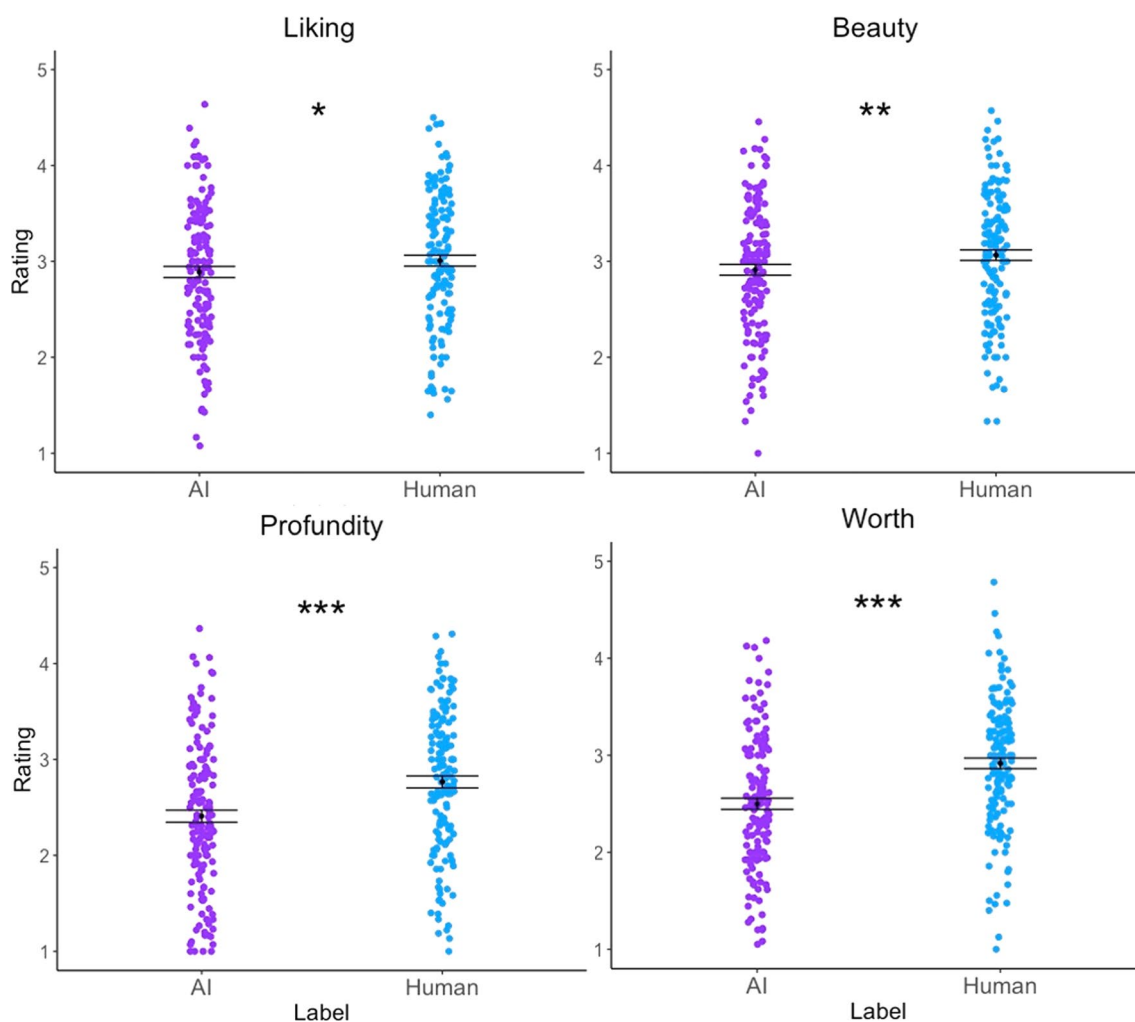 Liking
*
Rating
5
4
3
2
1
AI
Human
Beauty
**
5
4
3
2
1
AI
Human
Profundity
***
Rating
5
4
3
2
1
AI
Human
Label
Worth
***
5
4
3
2
1
AI
Human
Label